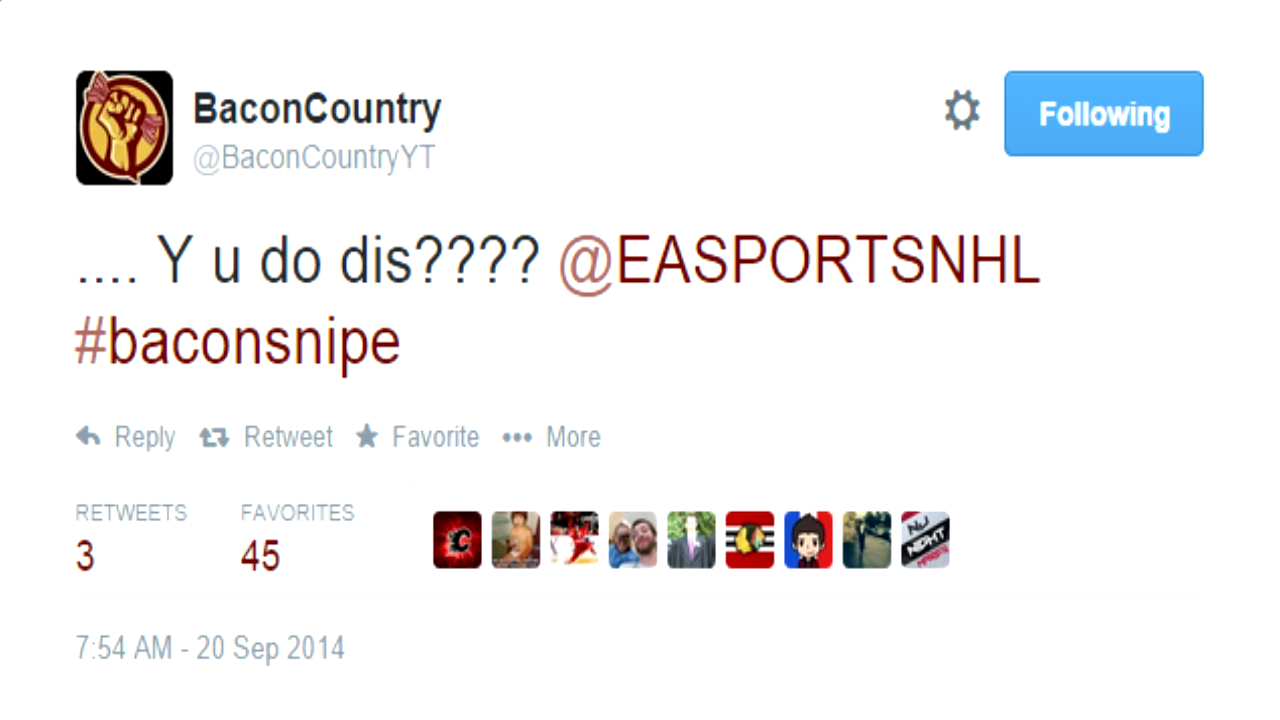 BaconCountry
@BaconCountryYT
Following
.... Y u do dis???? @EASPORTSNHL
#baconsnipe
Reply Retweet Favorite More
RETWEETS FAVORITES
3 45
NIGHT
7:54 AM - 20 Sep 2014